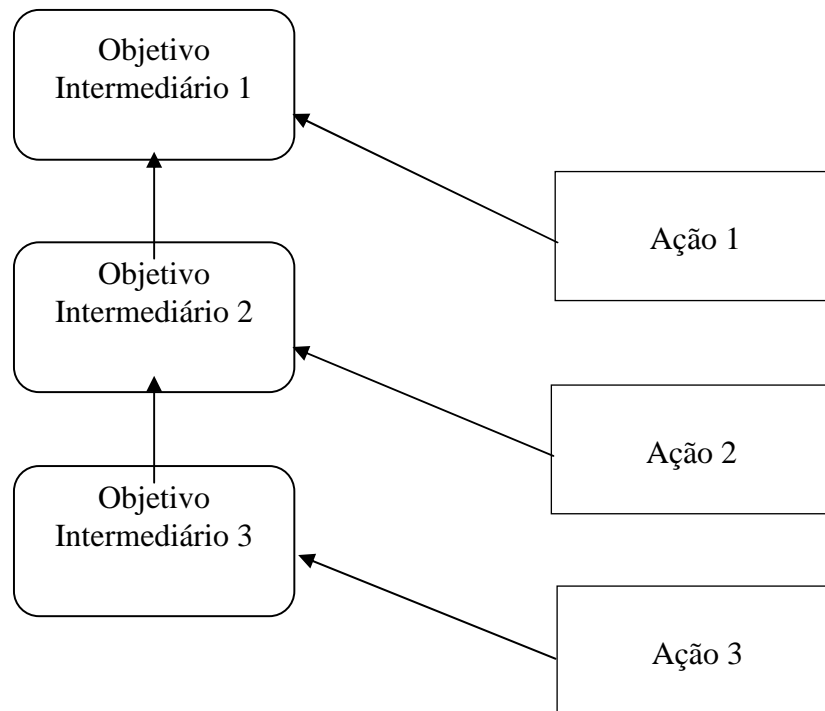 Objetivo
Intermediário 1
Ação 1
Objetivo
Intermediário 2
Ação 2
Objetivo
Intermediário 3
Ação 3